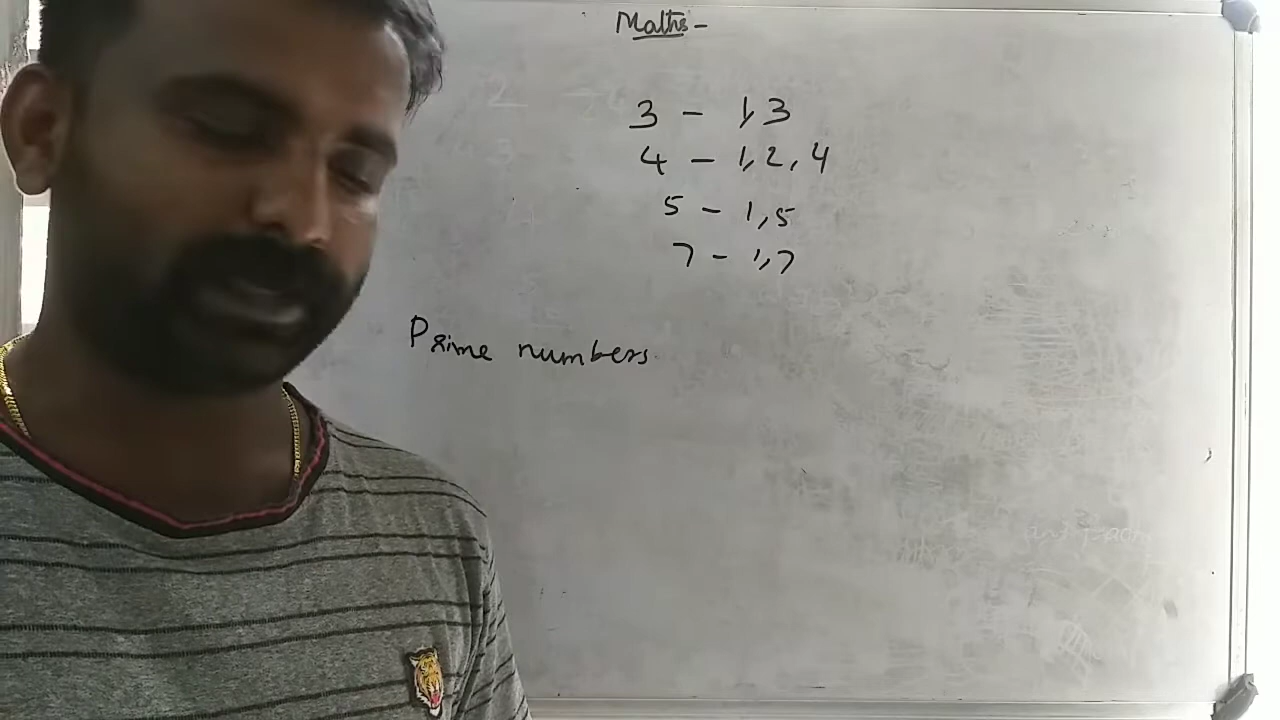 Maths-
3 - 1,3
4 - 1,2,4
5 - 1,5
7 - 1,7
Prime numbers.